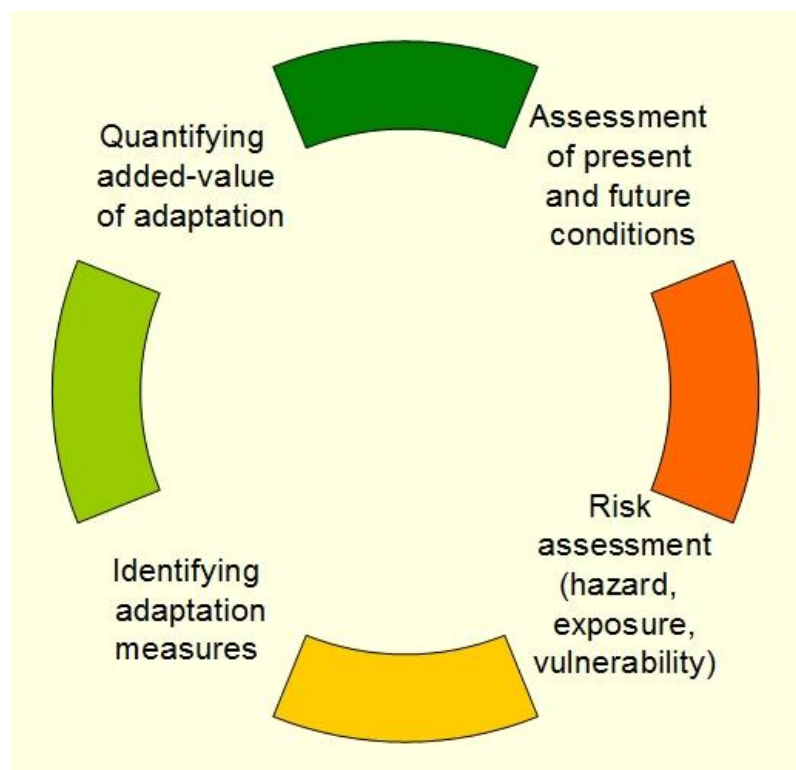 Quantifying
added-value
of adaptation
Assessment
of present
and future
conditions
Risk
assessment
(hazard,
exposure,
vulnerability)
Identifying
adaptation
measures